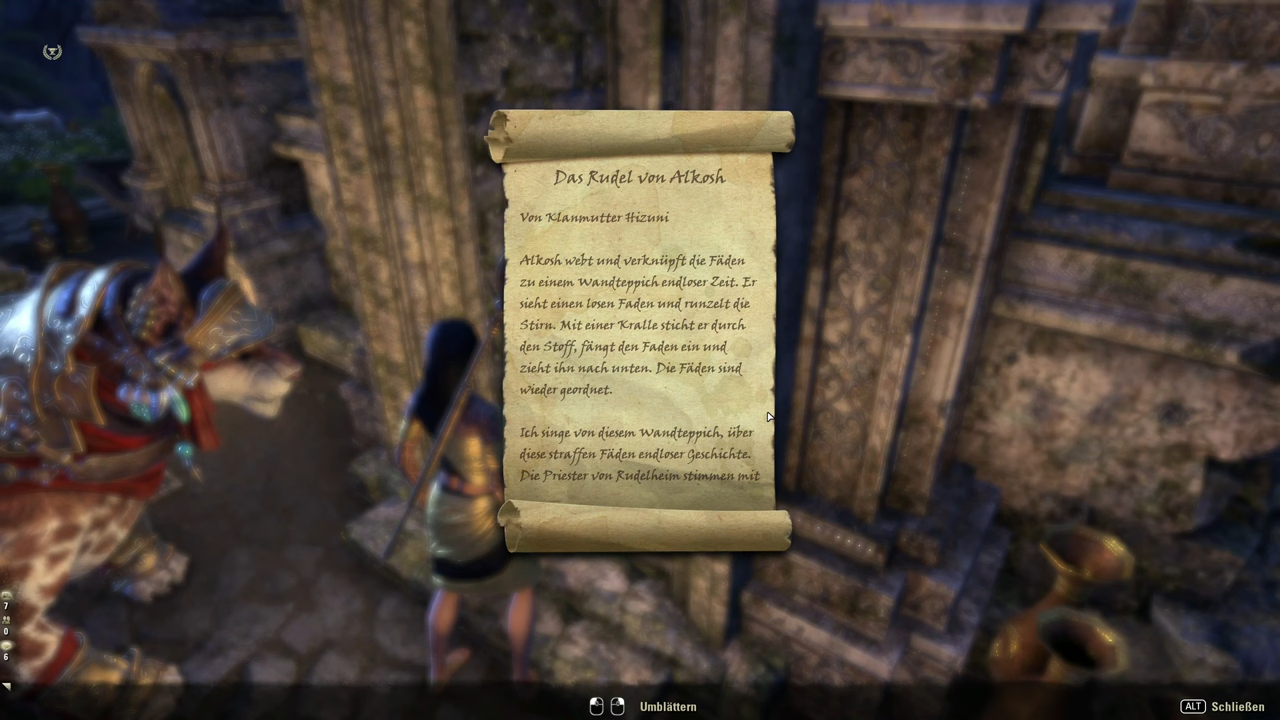 Das Rudel von Alkosh
Von Klanmutter Hizuni
Alkosh webt und verknüpft die Fäden
zu einem Wandteppich endloser Zeit. Er
sieht einen losen Faden und runzelt die
Stirn. Mit einer Kralle sticht er durch
den Stoff, fängt den Faden ein und
zieht ihn nach unten. Die Fäden sind
wieder geordnet.
Ich singe von diesem Wandteppich, über
diese straffen Fäden endloser Geschichte.
Die Priester von Rudelheim stimmen mit
7
0
6
Umblättern
ALT Schließen